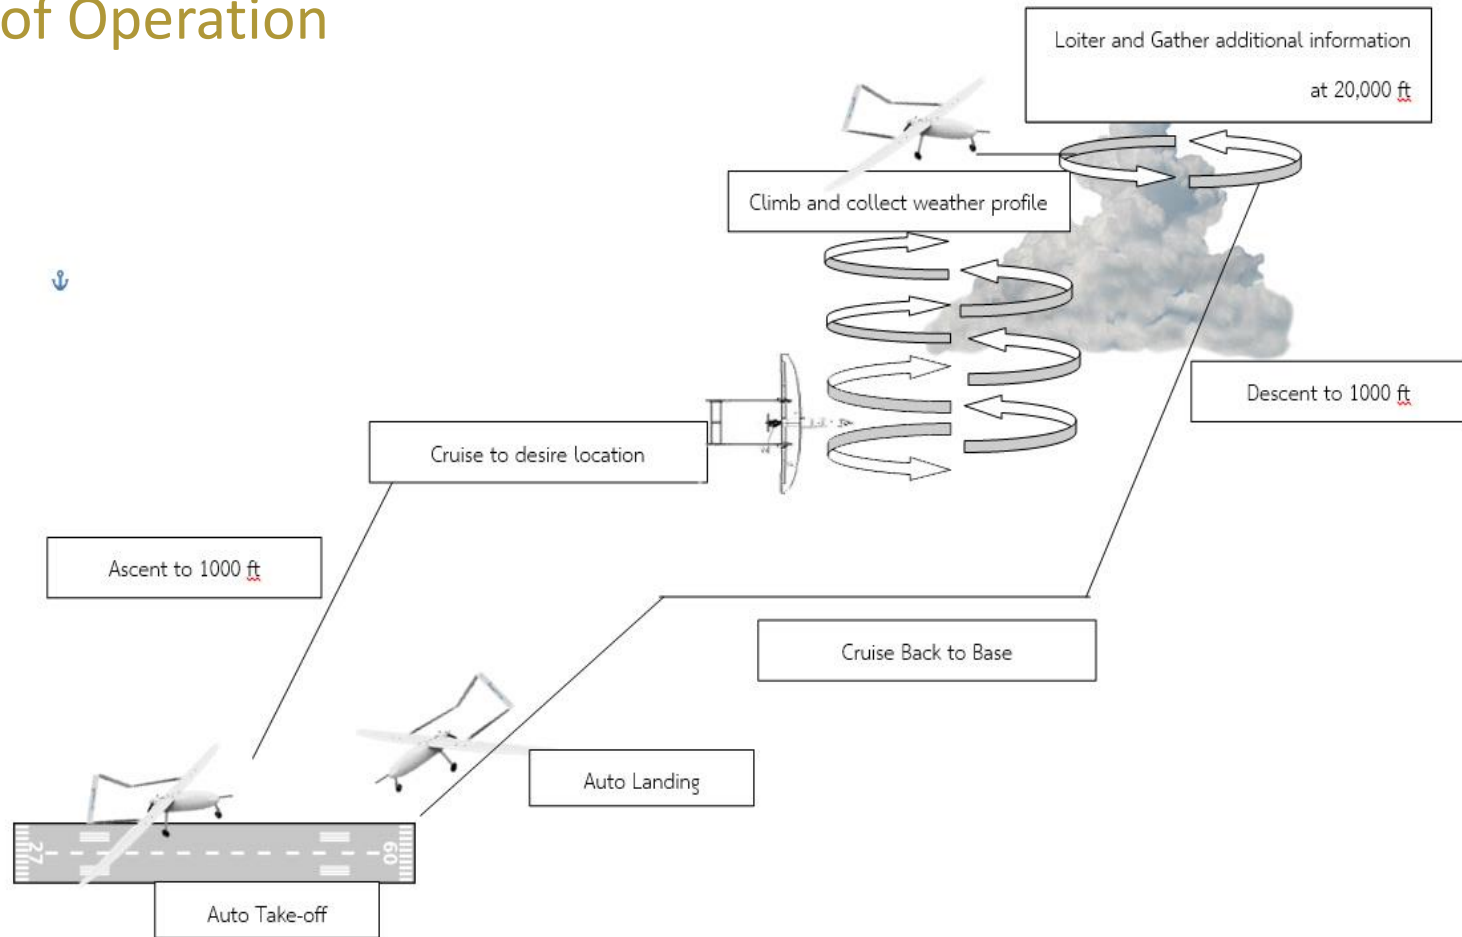 of Operation
Loiter and Gather additional information
at 20,000 ft
Climb and collect weather profile
Descent to 1000 ft
Cruise to desire location
Ascent to 1000 ft
Cruise Back to Base
Auto Landing
27
09
Auto Take-off